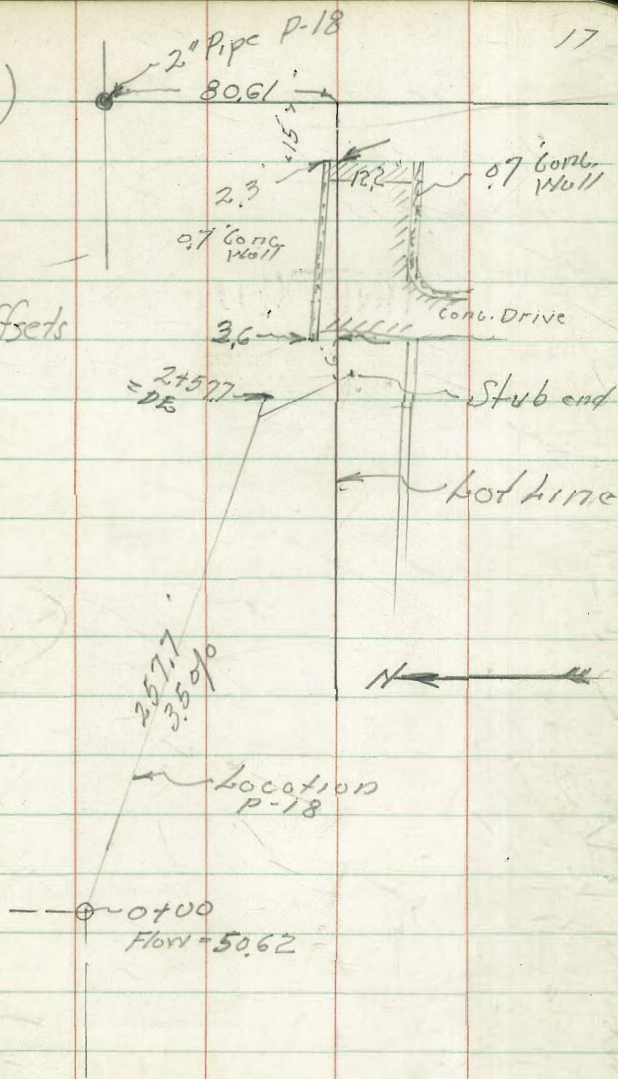 17
2" Pipe P-18
80.61
15'
12.2
0.7' Conc.
Wall
2.3'
0.7' Conc.
Wall
Conc. Drive
ffsets
3.6
2+57.7
= DE
Stub end
Lot Line
257.7'
3.5%
N
Location
P-18
0+00
Flow = 50.62